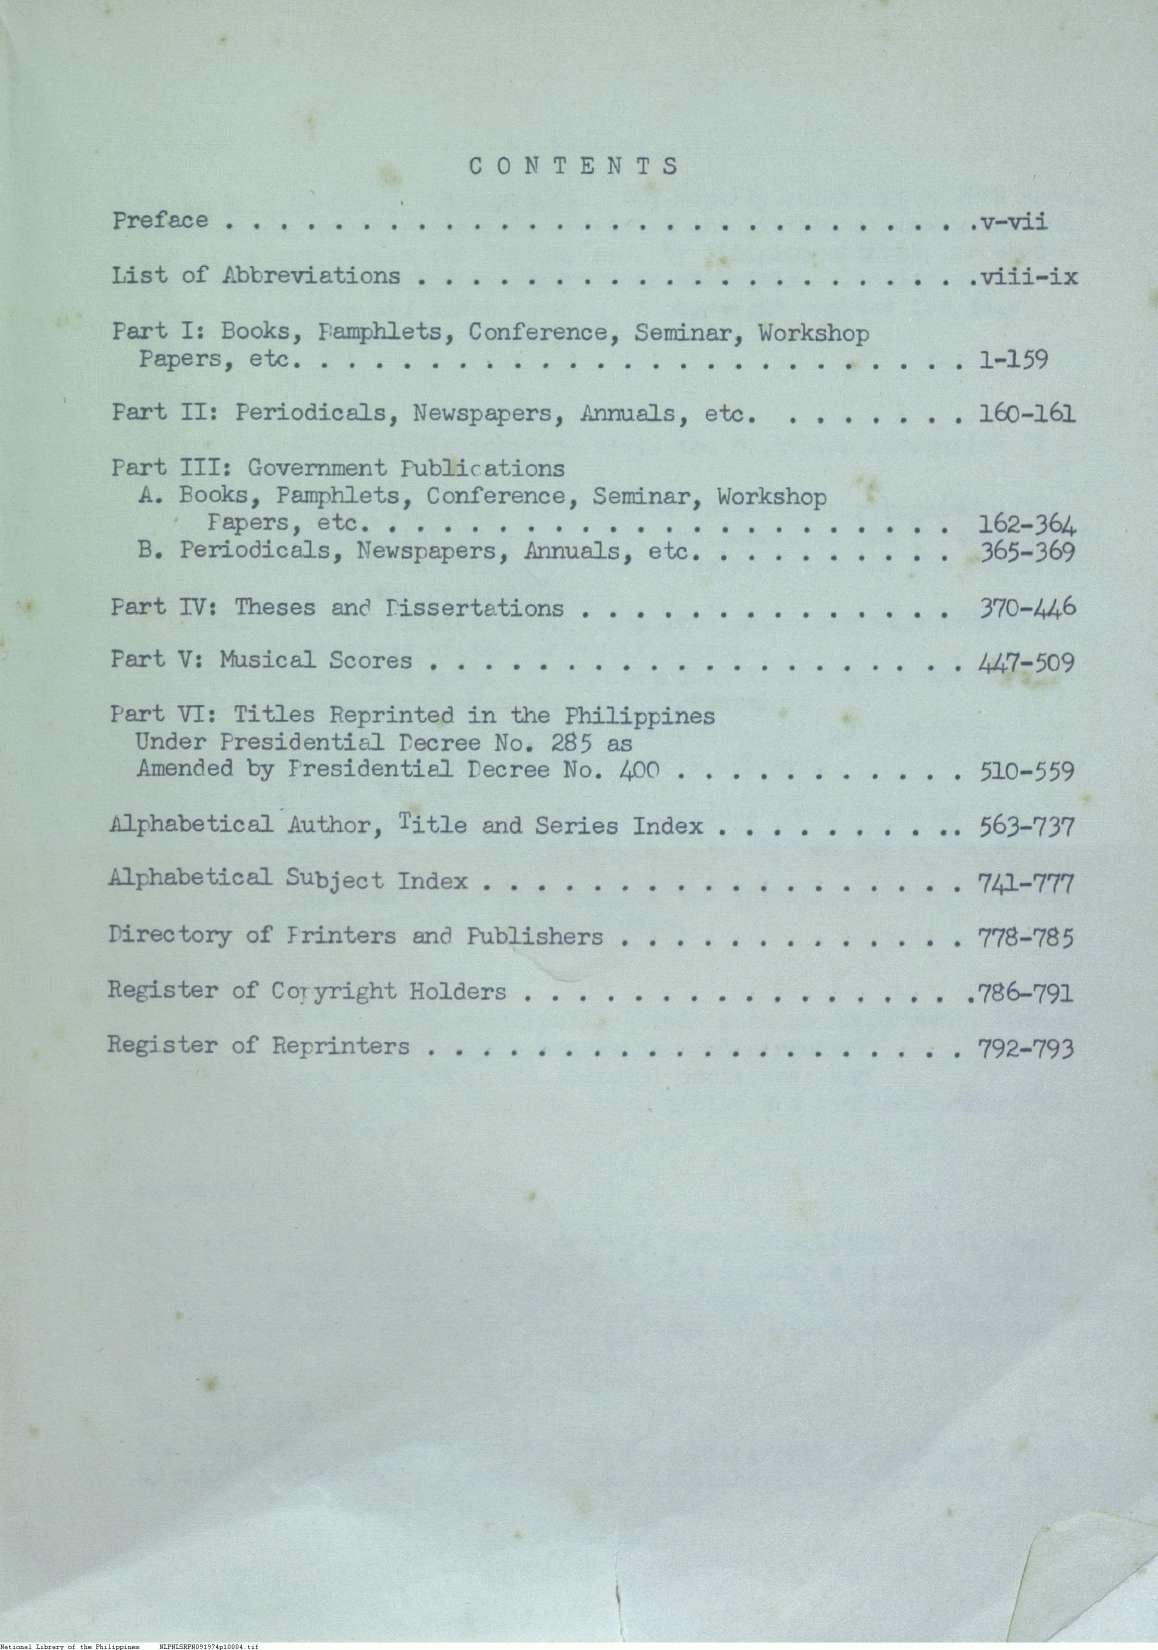 CONTENTS
Preface . . . . . . . . . . . . . . . . . . . . . . . . . . . .v-vii
List of Abbreviations . . . . . . . . . . . . . . . . . . . . .viii-ix
Part I: Books, Pamphlets, Conference, Seminar, Workshop
Papers, etc. . . . . . . . . . . . . . . . . . . . . . . . . 1-159
Part II: Periodicals, Newspapers, Annuals, etc. . . . . . . . 160-161
Part III: Government Publications
A. Books, Pamphlets, Conference, Seminar, Workshop
Papers, etc. . . . . . . . . . . . . . . . . . . . . . 162-364
B. Periodicals, Newspapers, Annuals, etc. . . . . . . . . . 365-369
Part IV: Theses and Dissertations . . . . . . . . . . . . . . 370-446
Part V: Musical Scores . . . . . . . . . . . . . . . . . . . . 447-509
Part VI: Titles Reprinted in the Philippines
Under Presidential Decree No. 285 as
Amended by Presidential Decree No. 400 . . . . . . . . . . . 510-559
Alphabetical Author, Title and Series Index . . . . . . . . . .. 563-737
Alphabetical Subject Index . . . . . . . . . . . . . . . . . . 741-777
Directory of Printers and Publishers . . . . . . . . . . . . . 778-785
Register of Copyright Holders . . . . . . . . . . . . . . . . .786-791
Register of Reprinters . . . . . . . . . . . . . . . . . . . . 792-793
National Library of the Philippines NLPHLSRPN091974p10004.tif